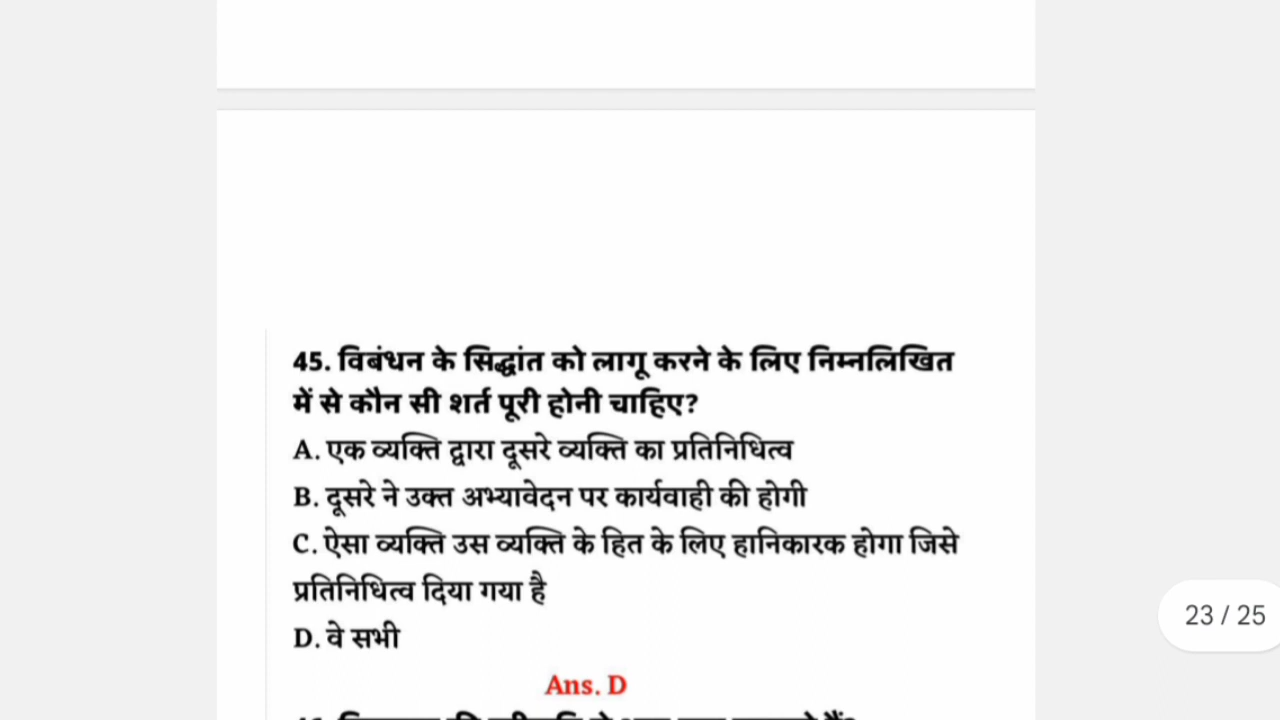 45. विबंधन के सिद्धांत को लागू करने के लिए निम्नलिखित
में से कौन सी शर्त पूरी होनी चाहिए?
A. एक व्यक्ति द्वारा दूसरे व्यक्ति का प्रतिनिधित्व
B. दूसरे ने उक्त अभ्यावेदन पर कार्यवाही की होगी
C. ऐसा व्यक्ति उस व्यक्ति के हित के लिए हानिकारक होगा जिसे
प्रतिनिधित्व दिया गया है
D. वे सभी
23 / 25
Ans. D